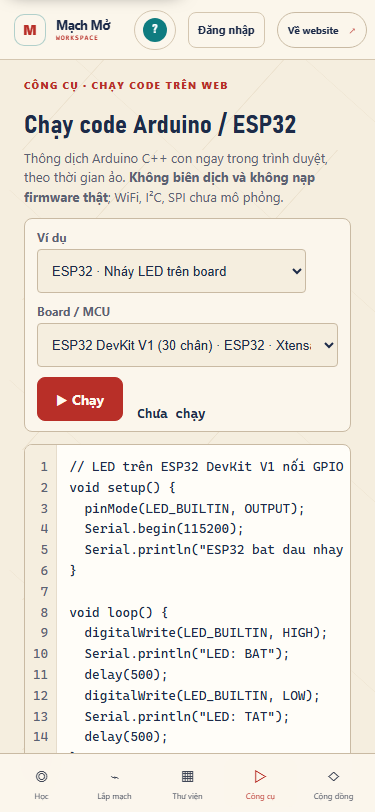 M
Mạch Mở
WORKSPACE
?
Đăng nhập
Về website ↗
CÔNG CỤ · CHẠY CODE TRÊN WEB
Chạy code Arduino / ESP32
Thông dịch Arduino C++ con ngay trong trình duyệt,
theo thời gian ảo. Không biên dịch và không nạp
firmware thật; WiFi, I²C, SPI chưa mô phỏng.
Ví dụ
ESP32 · Nháy LED trên board
Board / MCU
ESP32 DevKit V1 (30 chân) · ESP32 · Xtensa
▶ Chạy
Chưa chạy
1 // LED trên ESP32 DevKit V1 nối GPIO
2 void setup() {
3 pinMode(LED_BUILTIN, OUTPUT);
4 Serial.begin(115200);
5 Serial.println("ESP32 bat dau nhay
6 }
7
8 void loop() {
9 digitalWrite(LED_BUILTIN, HIGH);
10 Serial.println("LED: BAT");
11 delay(500);
12 digitalWrite(LED_BUILTIN, LOW);
13 Serial.println("LED: TAT");
14 delay(500);
Học
Lắp mạch
Thư viện
Công cụ
Cộng đồng